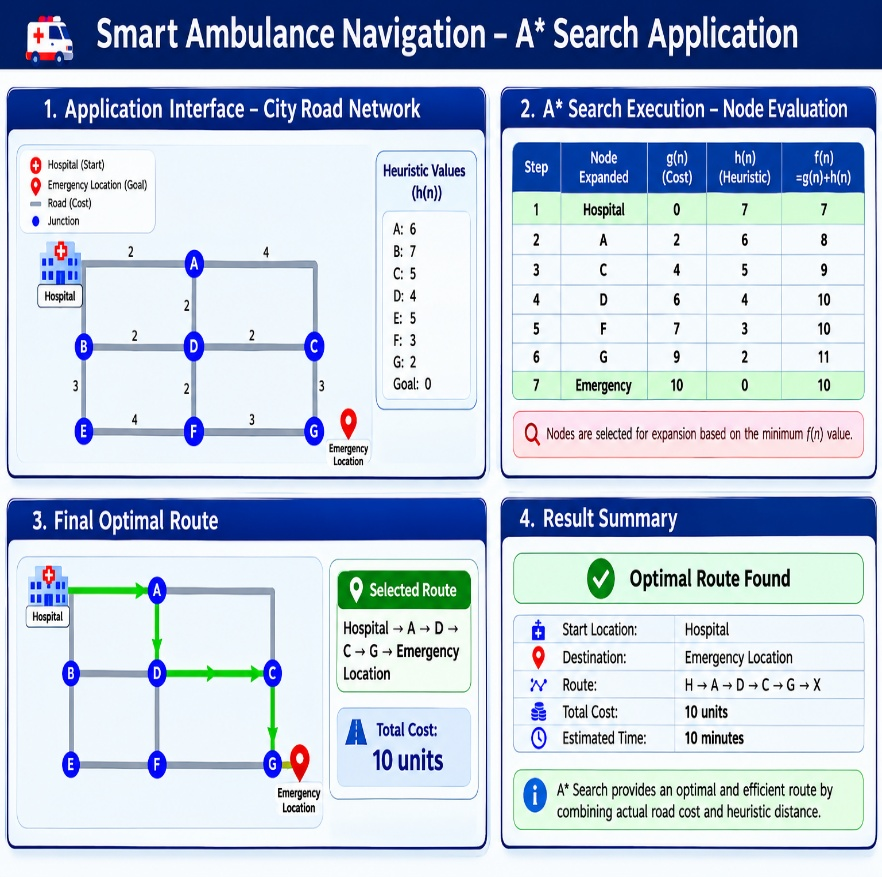 Smart Ambulance Navigation – A* Search Application
1. Application Interface – City Road Network
Hospital (Start)
Emergency Location (Goal)
Road (Cost)
Junction
Hospital
2
A
4
2
B
2
D
2
C
3
2
3
E
4
F
3
G
Emergency
Location
Heuristic Values
(h(n))
A: 6
B: 7
C: 5
D: 4
E: 5
F: 3
G: 2
Goal: 0
2. A* Search Execution – Node Evaluation
Step Node Expanded g(n) (Cost) h(n) (Heuristic) f(n) =g(n)+h(n)
1 Hospital 0 7 7
2 A 2 6 8
3 C 4 5 9
4 D 6 4 10
5 F 7 3 10
6 G 9 2 11
7 Emergency 10 0 10
Nodes are selected for expansion based on the minimum f(n) value.
3. Final Optimal Route
Hospital
A
B
D
C
E
F
G
Emergency
Location
Selected Route
Hospital → A → D →
C → G → Emergency
Location
Total Cost:
10 units
4. Result Summary
Optimal Route Found
Start Location: Hospital
Destination: Emergency Location
Route: H → A → D → C → G → X
Total Cost: 10 units
Estimated Time: 10 minutes
i
A* Search provides an optimal and efficient route by
combining actual road cost and heuristic distance.